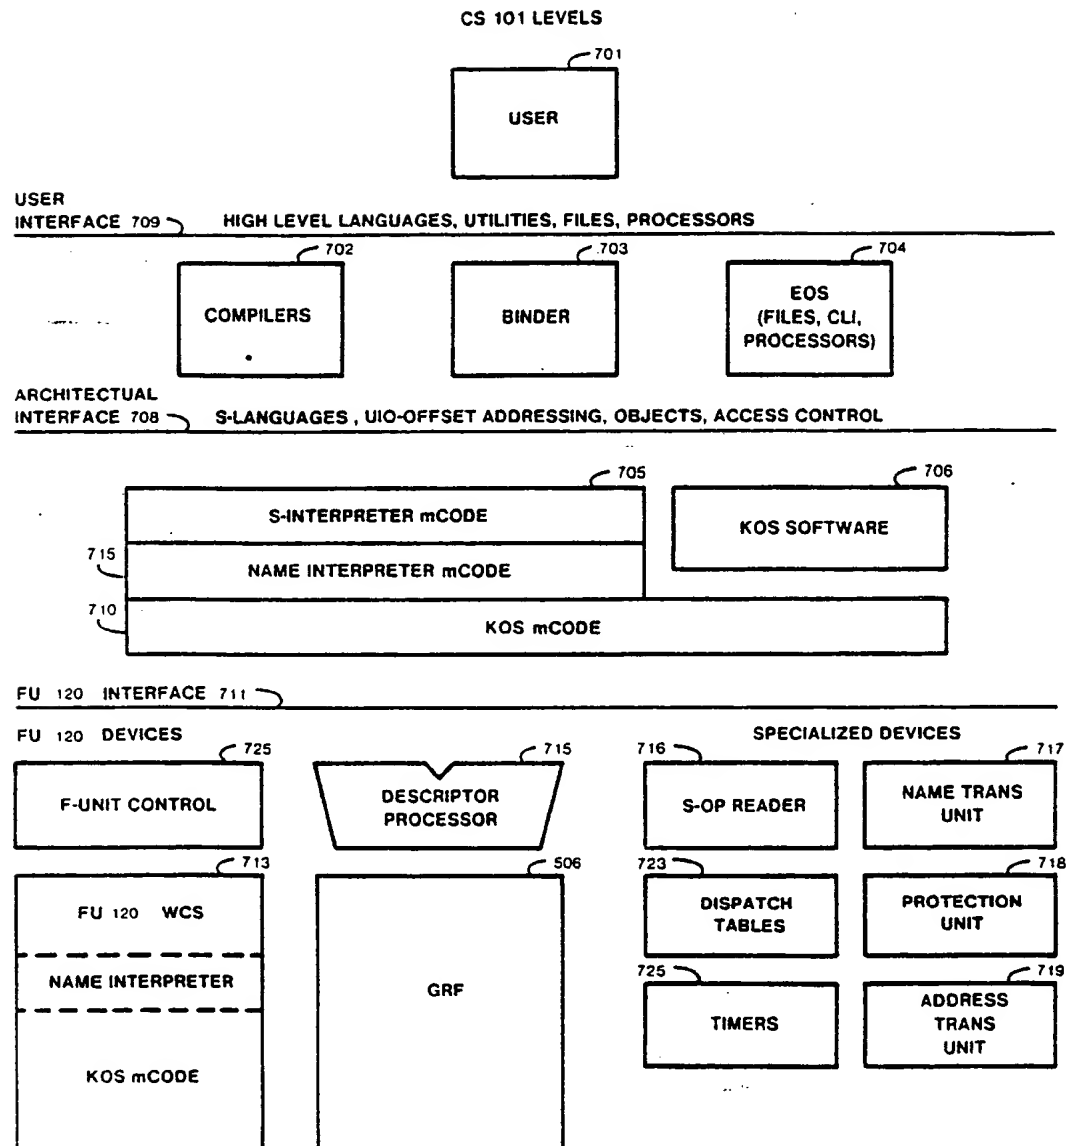 CS 101 LEVELS
701
USER
USER
INTERFACE 709 HIGH LEVEL LANGUAGES, UTILITIES, FILES, PROCESSORS
702
703
704
COMPILERS
BINDER
EOS
(FILES, CLI,
PROCESSORS)
ARCHITECTUAL
INTERFACE 708 S-LANGUAGES , UIO-OFFSET ADDRESSING, OBJECTS, ACCESS CONTROL
705
706
S-INTERPRETER mCODE
KOS SOFTWARE
715
NAME INTERPRETER mCODE
710
KOS mCODE
FU 120 INTERFACE 711
FU 120 DEVICES
SPECIALIZED DEVICES
725
715
716
717
F-UNIT CONTROL
DESCRIPTOR
PROCESSOR
S-OP READER
NAME TRANS
UNIT
713
506
723
718
FU 120 WCS
DISPATCH
TABLES
PROTECTION
UNIT
NAME INTERPRETER
GRF
725
719
TIMERS
ADDRESS
TRANS
UNIT
KOS mCODE